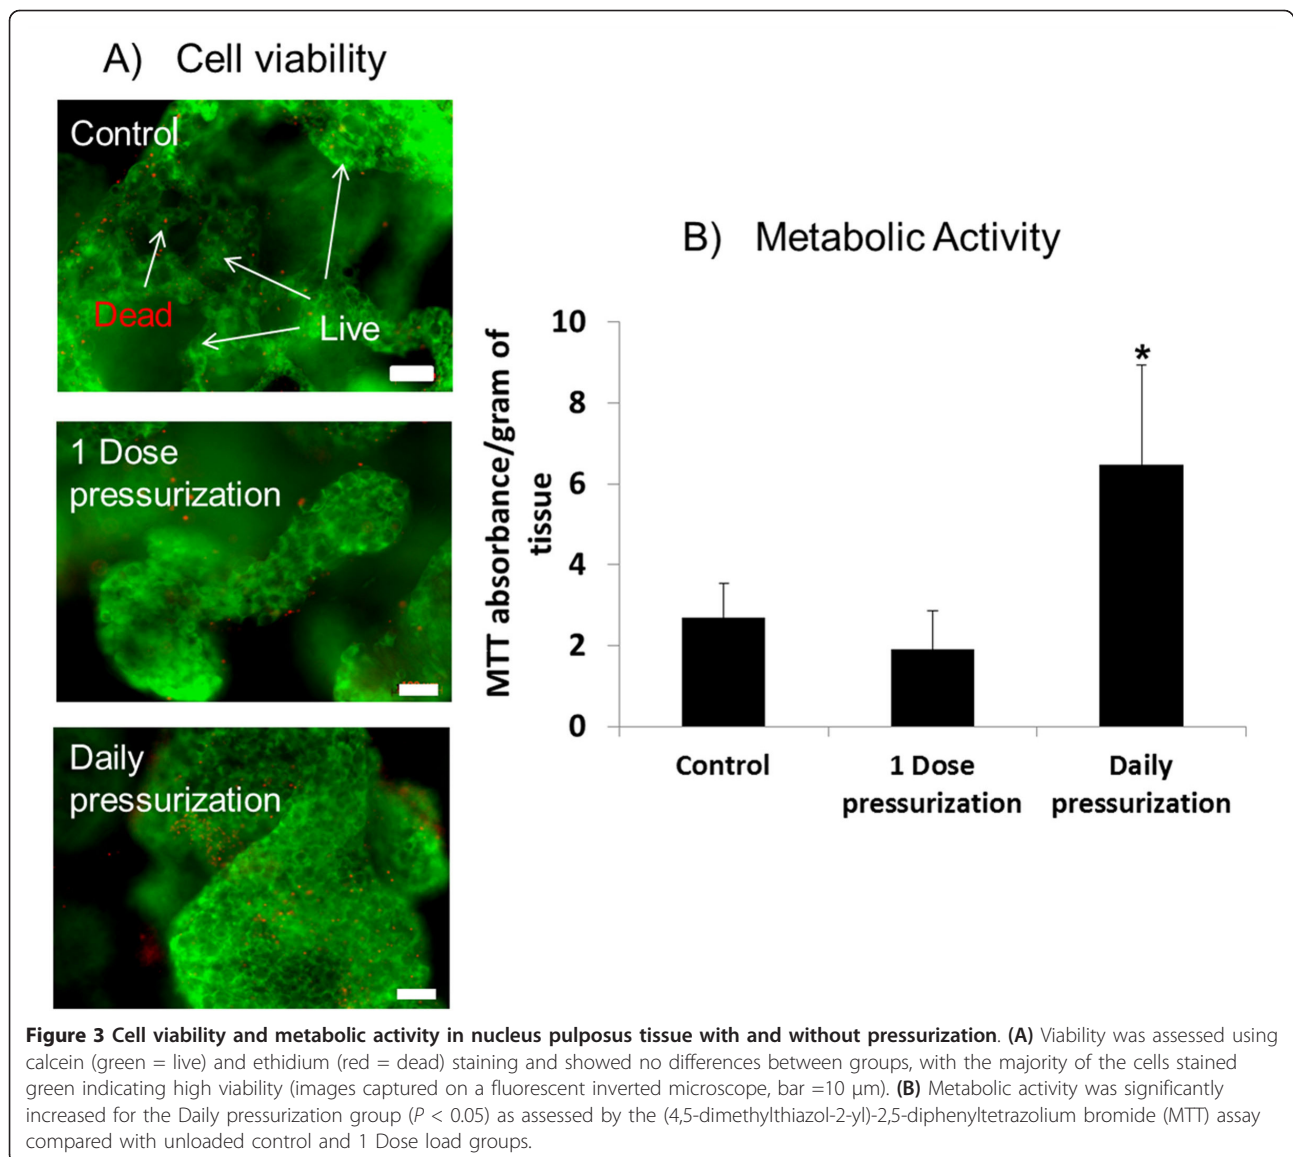 A) Cell viability
Control
Dead
Live
1 Dose
pressurization
Daily
pressurization
B) Metabolic Activity
MTT absorbance/gram of
tissue
10
8
6
4
2
0
*
Control
1 Dose
pressurization
Daily
pressurization
Figure 3 Cell viability and metabolic activity in nucleus pulposus tissue with and without pressurization. (A) Viability was assessed using
calcein (green = live) and ethidium (red = dead) staining and showed no differences between groups, with the majority of the cells stained
green indicating high viability (images captured on a fluorescent inverted microscope, bar =10 μm). (B) Metabolic activity was significantly
increased for the Daily pressurization group (P < 0.05) as assessed by the (4,5-dimethylthiazol-2-yl)-2,5-diphenyltetrazolium bromide (MTT) assay
compared with unloaded control and 1 Dose load groups.